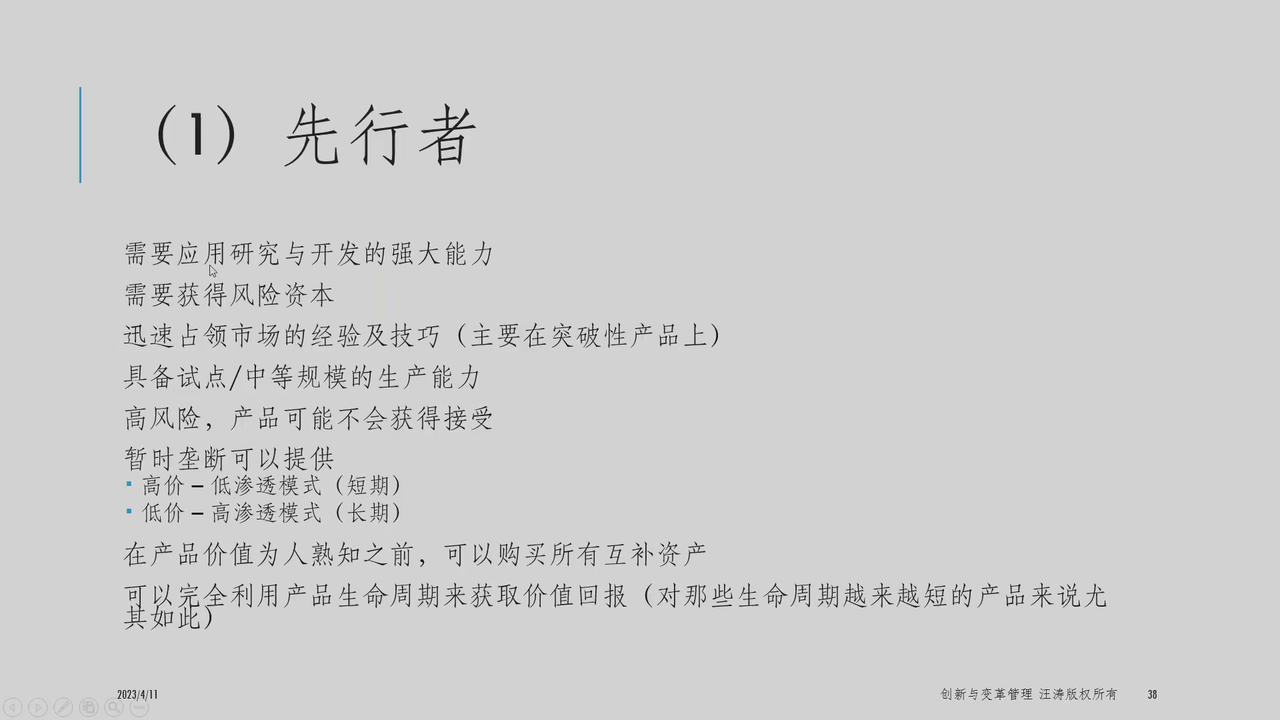 （1）先行者
需要应用研究与开发的强大能力
需要获得风险资本
迅速占领市场的经验及技巧（主要在突破性产品上）
具备试点/中等规模的生产能力
高风险，产品可能不会获得接受
暂时垄断可以提供
▪ 高价 – 低渗透模式（短期）
▪ 低价 – 高渗透模式（长期）
在产品价值为人熟知之前，可以购买所有互补资产
可以完全利用产品生命周期来获取价值回报（对那些生命周期越来越短的产品来说尤
其如此）
2023/4/11
创新与变革管理 汪涛版权所有
38